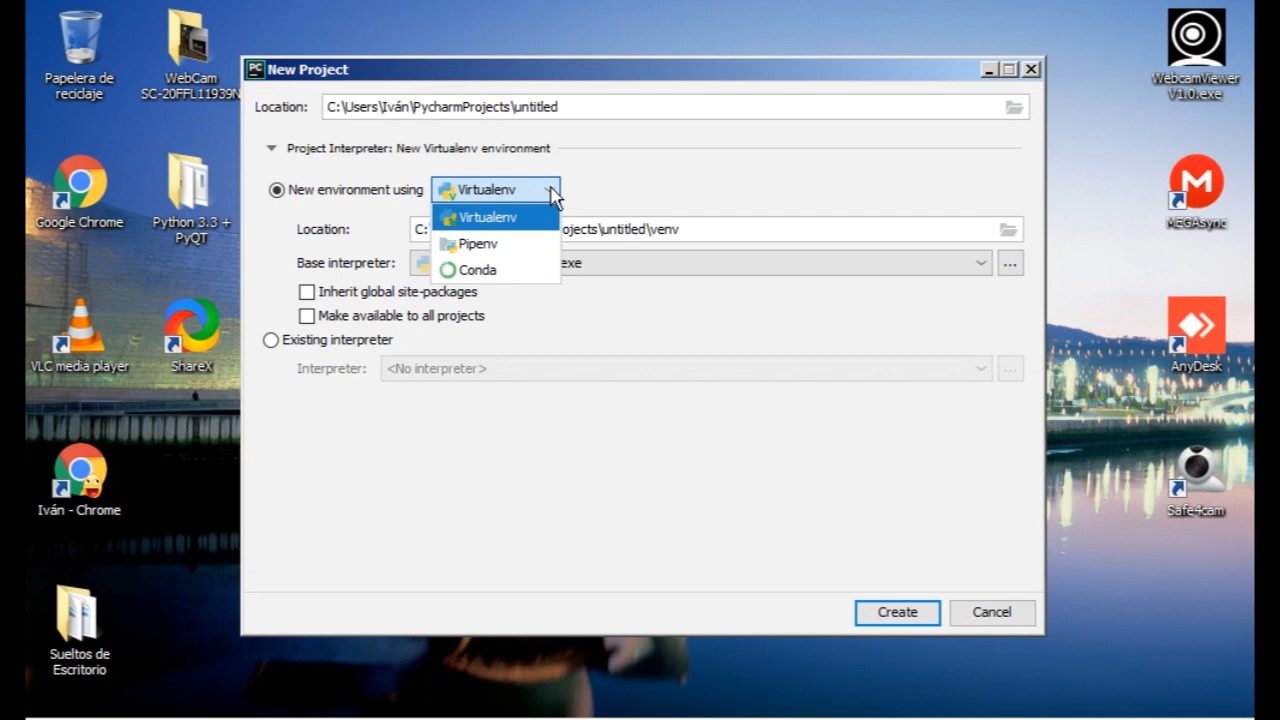 Papelera de
reciclaje
WebCam
SC-20FFL11939N
Google Chrome
Python 3.3 +
PyQT
VLC media player
ShareX
Iván - Chrome
Sueltos de
Escritorio
PC New Project
Location: C:\Users\Iván\PycharmProjects\untitled
Project Interpreter: New Virtualenv environment
New environment using Virtualenv
Virtualenv
Pipenv
Conda
Location: C:\ ojects\untitled\venv
Base interpreter: exe
Inherit global site-packages
Make available to all projects
Existing interpreter
Interpreter: <No interpreter>
Create Cancel
WebcamViewer
V1.0.exe
MEGAsync
AnyDesk
Safe4cam